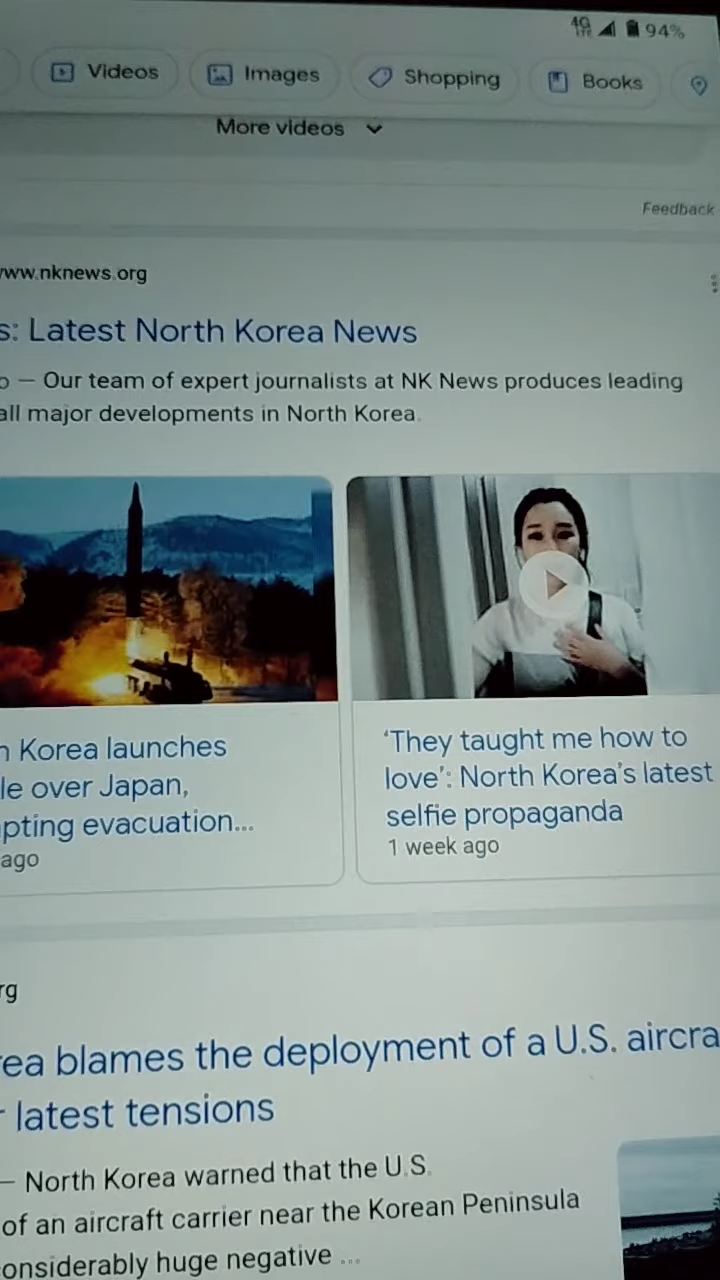 4G
94%
Videos
Images
Shopping
Books
More videos
Feedback
www.nknews.org
s: Latest North Korea News
o — Our team of expert journalists at NK News produces leading
all major developments in North Korea.
n Korea launches
le over Japan,
pting evacuation...
ago
‘They taught me how to
love’: North Korea’s latest
selfie propaganda
1 week ago
rg
rea blames the deployment of a U.S. aircra
r latest tensions
— North Korea warned that the U.S.
of an aircraft carrier near the Korean Peninsula
onsiderably huge negative ...